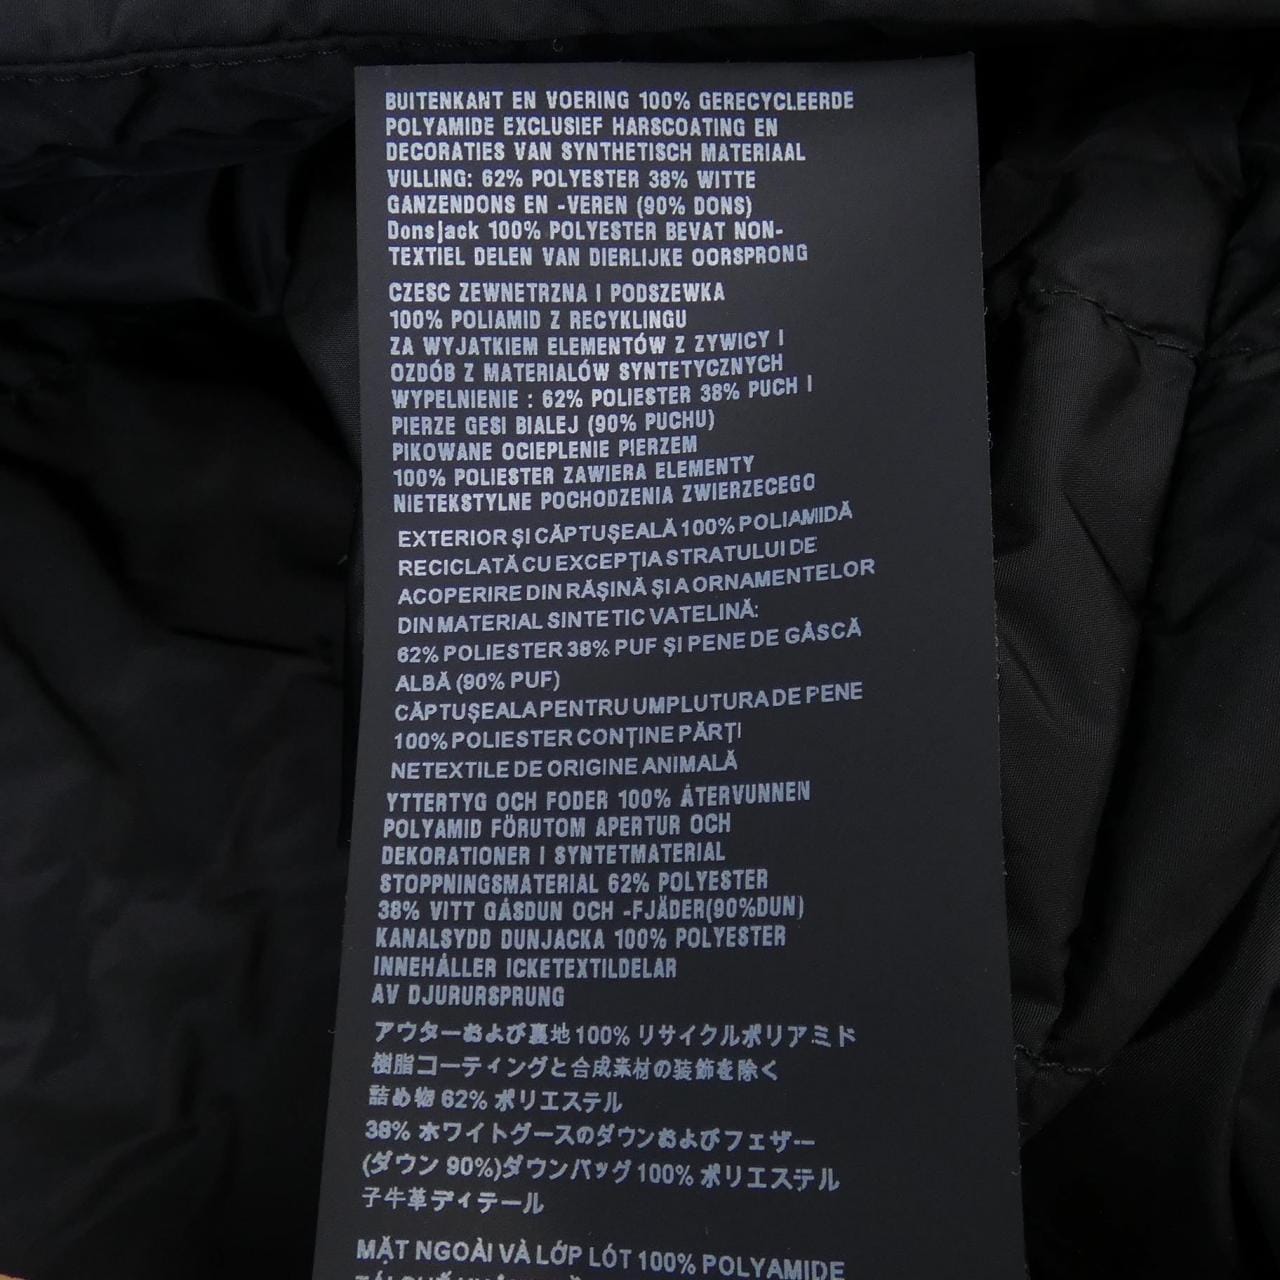 BUITENKANT EN VOERING 100% GERECYCLEERDE
POLYAMIDE EXCLUSIEF HARSCOATING EN
DECORATIES VAN SYNTHETISCH MATERIAAL
VULLING: 62% POLYESTER 38% WITTE
GANZENDONS EN -VEREN (90% DONS)
Donsjack 100% POLYESTER BEVAT NON-
TEXTIEL DELEN VAN DIERLIJKE OORSPRONG
CZESC ZEWNETRZNA I PODSZEWKA
100% POLIAMID Z RECYKLINGU
ZA WYJATKIEM ELEMENTÓW Z ZYWICY I
OZDÓB Z MATERIALÓW SYNTETYCZNYCH
WYPELNIENIE : 62% POLIESTER 38% PUCH I
PIERZE GESI BIALEJ (90% PUCHU)
PIKOWANE OCIEPLENIE PIERZEM
100% POLIESTER ZAWIERA ELEMENTY
NIETEKSTYLNE POCHODZENIA ZWIERZECEGO
EXTERIOR ȘI CĂPTUȘEALĂ 100% POLIAMIDĂ
RECICLATĂ CU EXCEPȚIA STRATULUI DE
ACOPERIRE DIN RĂȘINĂ ȘI A ORNAMENTELOR
DIN MATERIAL SINTETIC VATELINĂ:
62% POLIESTER 38% PUF ȘI PENE DE GÂSCĂ
ALBĂ (90% PUF)
CĂPTUȘEALA PENTRU UMPLUTURA DE PENE
100% POLIESTER CONȚINE PĂRȚI
NETEXTILE DE ORIGINE ANIMALĂ
YTTERTYG OCH FODER 100% ÅTERVUNNEN
POLYAMID FÖRUTOM APERTUR OCH
DEKORATIONER I SYNTETMATERIAL
STOPPNINGSMATERIAL 62% POLYESTER
38% VITT GÅSDUN OCH -FJÄDER(90%DUN)
KANALSYDD DUNJACKA 100% POLYESTER
INNEHÅLLER ICKETEXTILDELAR
AV DJURURSPRUNG
アウターおよび裏地100% リサイクルポリアミド
樹脂コーティングと合成素材の装飾を除く
詰め物 62% ポリエステル
38% ホワイトグースのダウンおよびフェザー
(ダウン 90%)ダウンバッグ 100% ポリエステル
子牛革ディテール
MẶT NGOÀI VÀ LỚP LÓT 100% POLYAMIDE